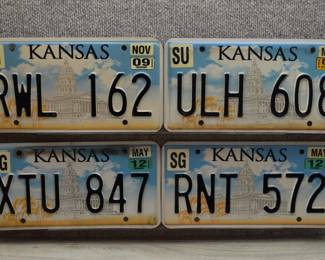 KANSAS NOV 09
RWL 162
SU KANSAS
ULH 608
SG KANSAS MAY 12
XTU 847
SG KANSAS MAY 12
RNT 572